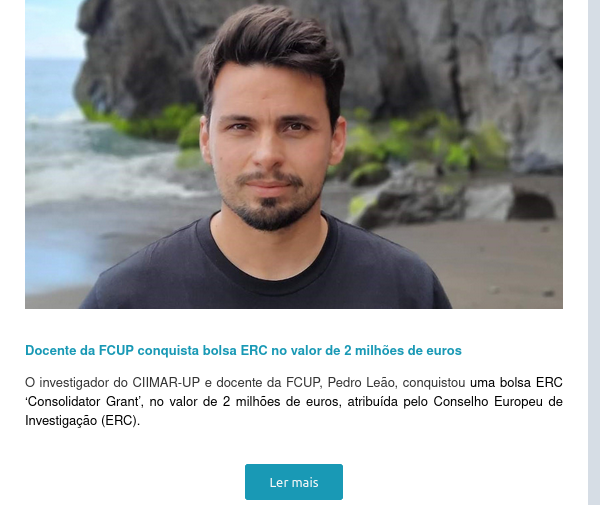 Docente da FCUP conquista bolsa ERC no valor de 2 milhões de euros
O investigador do CIIMAR-UP e docente da FCUP, Pedro Leão, conquistou uma bolsa ERC
‘Consolidator Grant’, no valor de 2 milhões de euros, atribuída pelo Conselho Europeu de
Investigação (ERC).
Ler mais